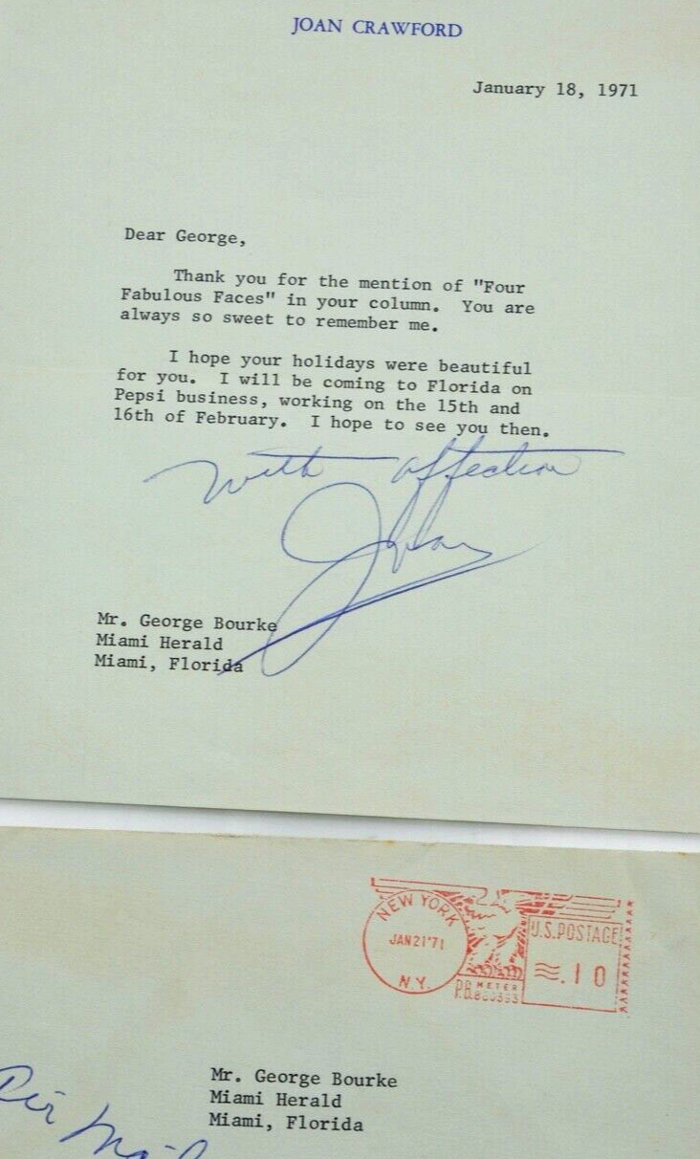 JOAN CRAWFORD
January 18, 1971
Dear George,
Thank you for the mention of "Four
Fabulous Faces" in your column. You are
always so sweet to remember me.
I hope your holidays were beautiful
for you. I will be coming to Florida on
Pepsi business, working on the 15th and
16th of February. I hope to see you then.
With affection
Joan
Mr. George Bourke
Miami Herald
Miami, Florida
NEW YORK
JAN 21 '71
N.Y.
U.S. POSTAGE
.10
P.B. METER
Mr. George Bourke
Miami Herald
Miami, Florida
Air Mail